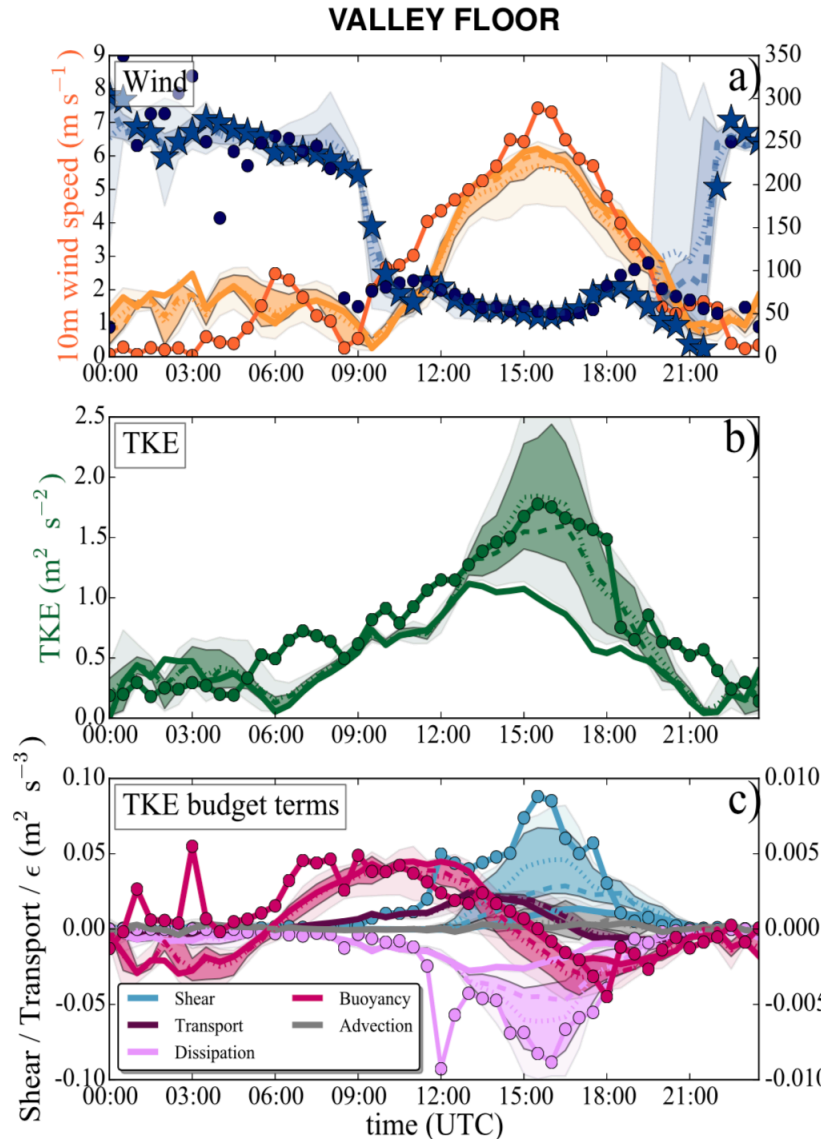 VALLEY FLOOR
10m wind speed (m s⁻¹)
9
8
7
6
5
4
3
2
1
0
Wind
a)
350
300
250
200
150
100
50
0
00:00 03:00 06:00 09:00 12:00 15:00 18:00 21:00
TKE (m² s⁻²)
2.5
2.0
1.5
1.0
0.5
0.0
TKE
b)
00:00 03:00 06:00 09:00 12:00 15:00 18:00 21:00
Shear / Transport / ϵ (m² s⁻³)
0.10
0.05
0.00
-0.05
-0.10
TKE budget terms
c)
0.010
0.005
0.000
-0.005
-0.010
Shear
Transport
Dissipation
Buoyancy
Advection
00:00 03:00 06:00 09:00 12:00 15:00 18:00 21:00
time (UTC)